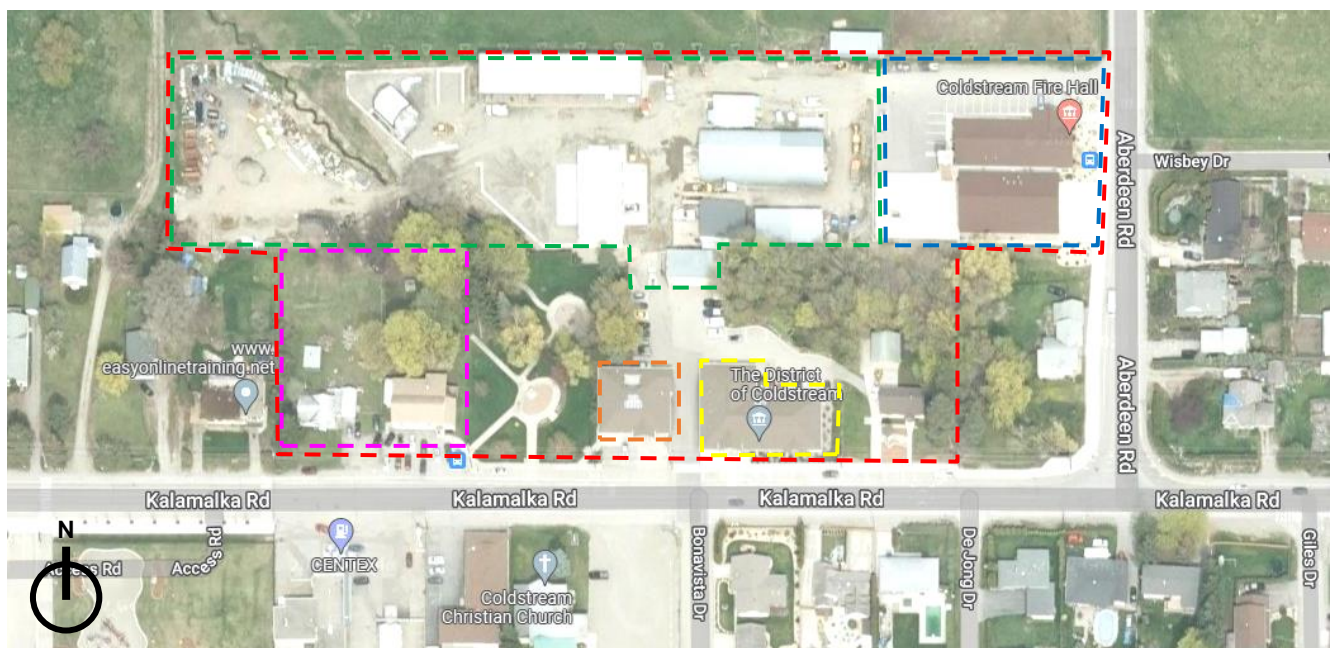 Coldstream Fire Hall
Aberdeen Rd
Wisbey Dr
www.
easyonlinetraining.net
The District
of Coldstream
Aberdeen Rd
Kalamalka Rd
Kalamalka Rd
Kalamalka Rd
Kalamalka Rd
N
Access Rd
Access Rd
CENTEX
Coldstream
Christian Church
Bonavista Dr
De Jong Dr
Giles Dr